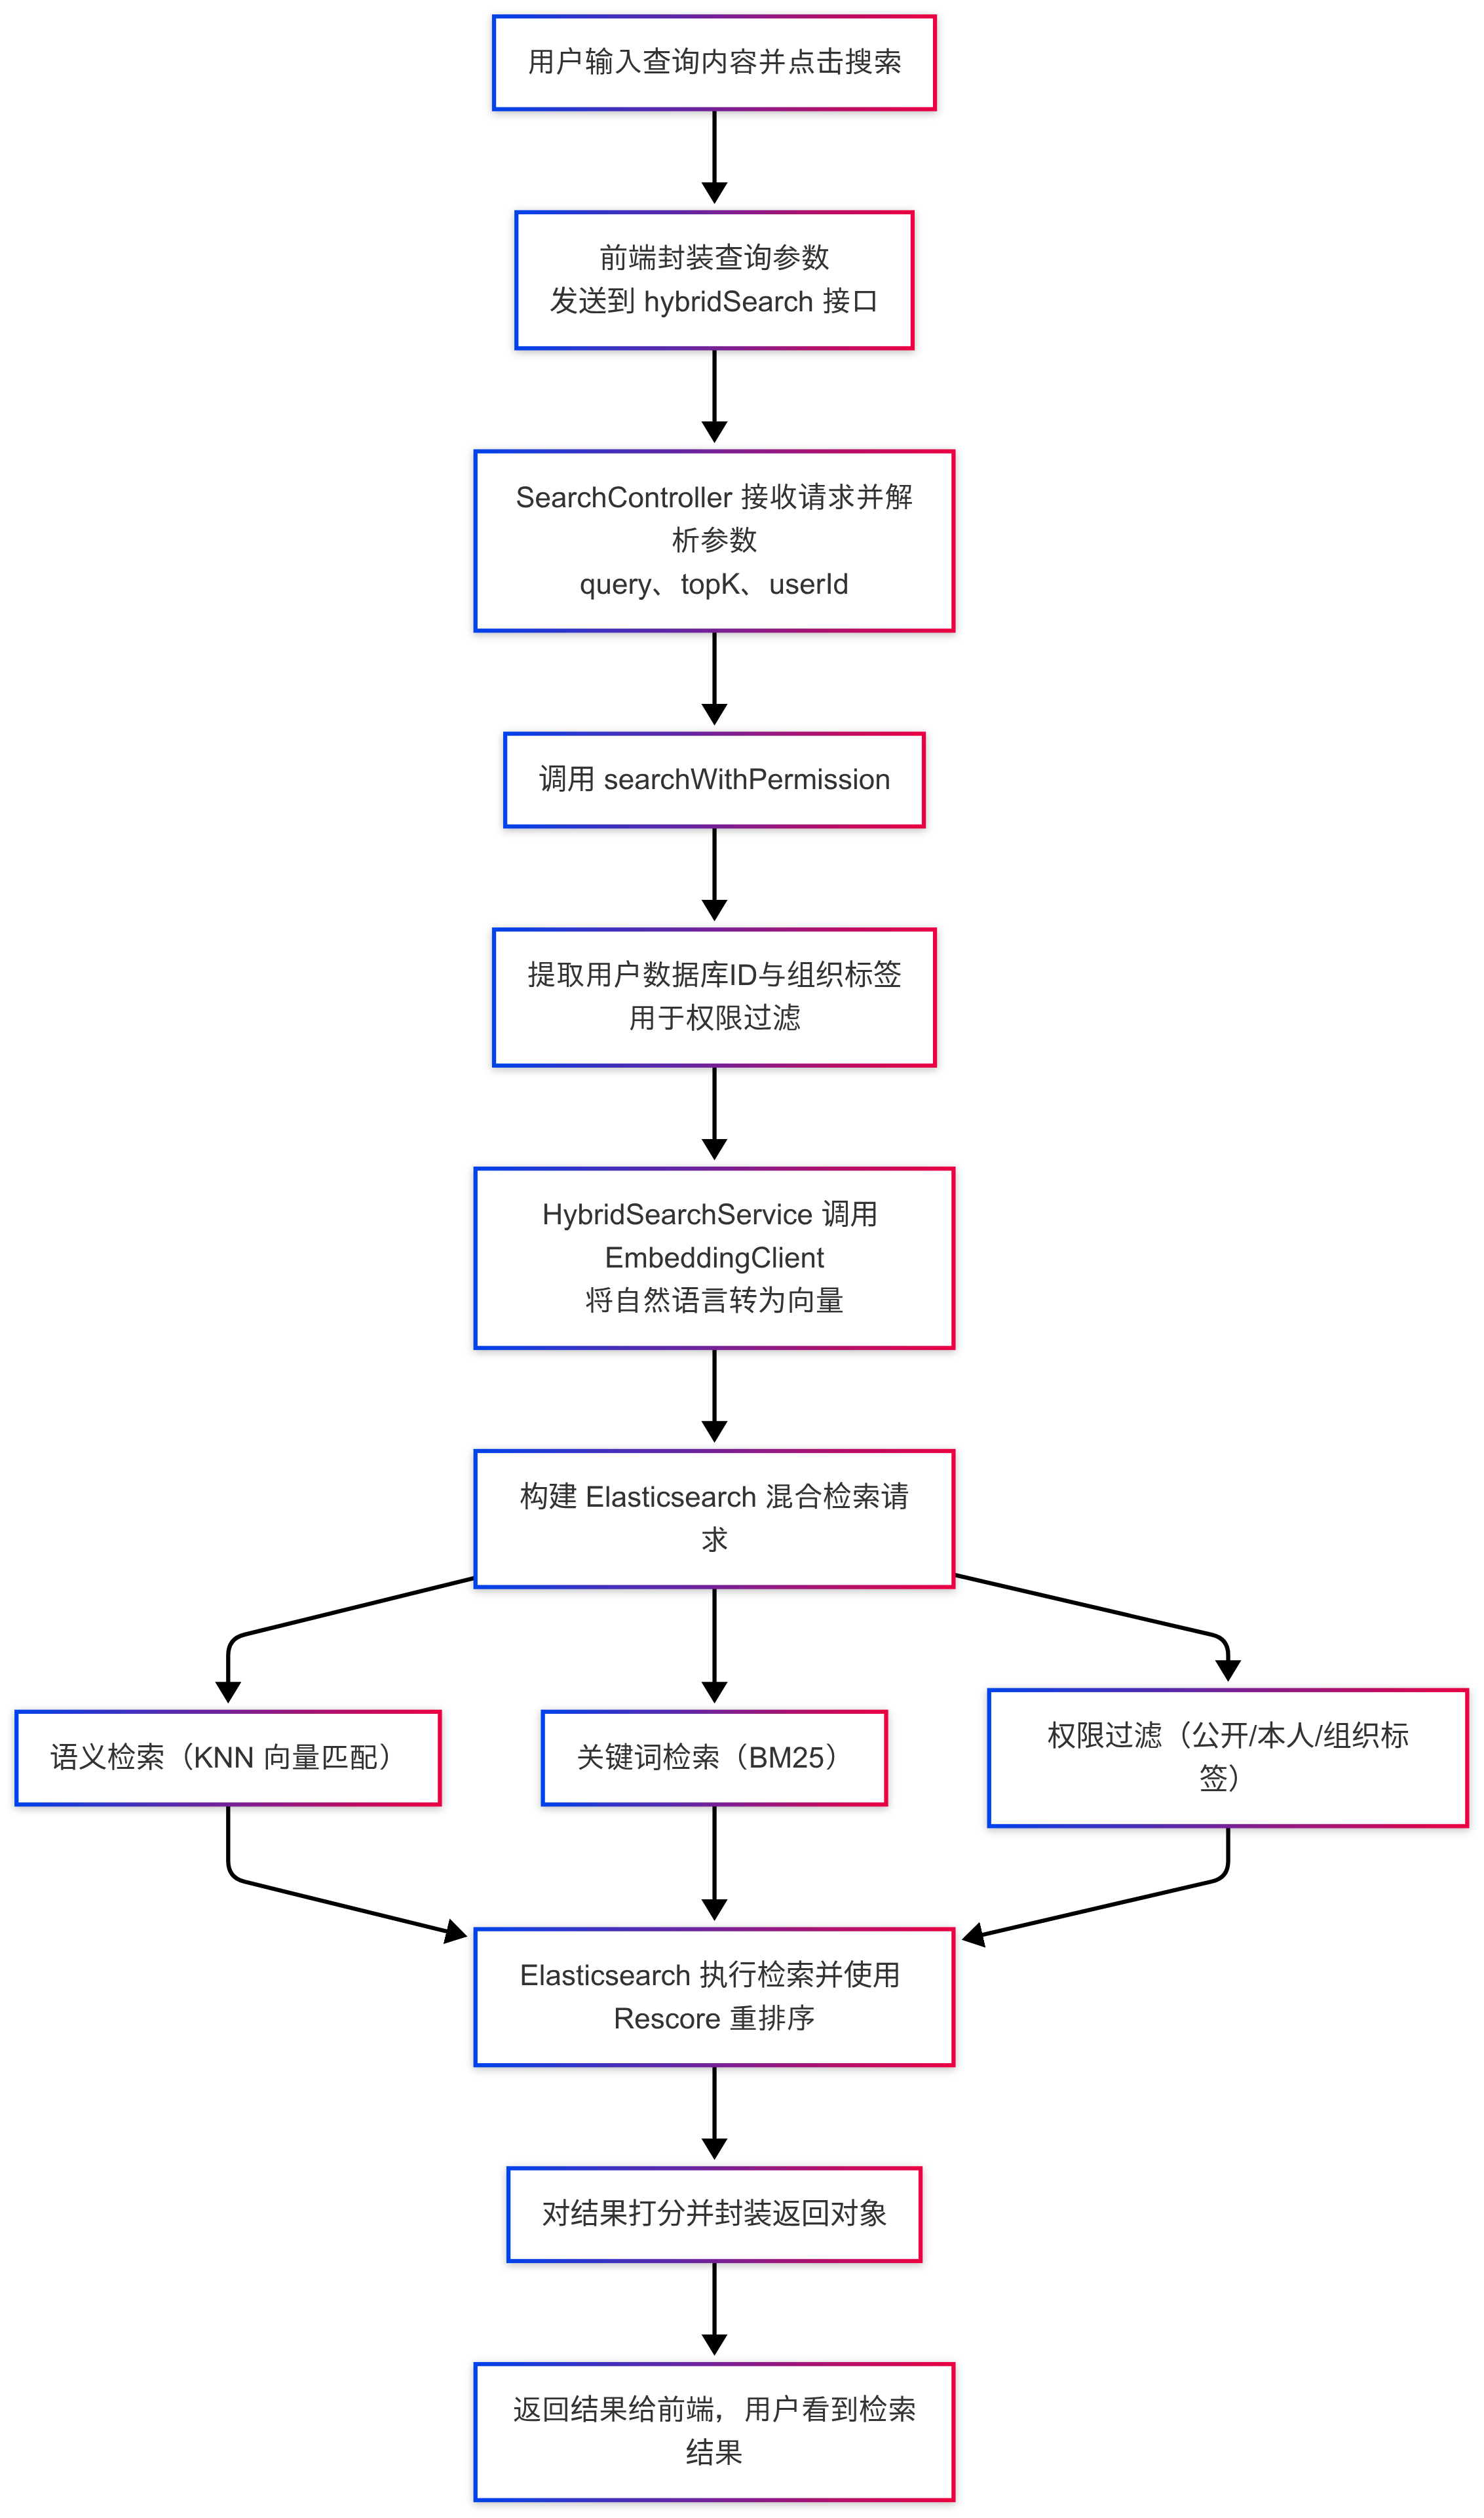 用户输入查询内容并点击搜索
前端封装查询参数
发送到 hybridSearch 接口
SearchController 接收请求并解
析参数
query、topK、userId
调用 searchWithPermission
提取用户数据库ID与组织标签
用于权限过滤
HybridSearchService 调用
EmbeddingClient
将自然语言转为向量
构建 Elasticsearch 混合检索请
求
语义检索（KNN 向量匹配）
关键词检索（BM25）
权限过滤（公开/本人/组织标
签）
Elasticsearch 执行检索并使用
Rescore 重排序
对结果打分并封装返回对象
返回结果给前端，用户看到检索
结果